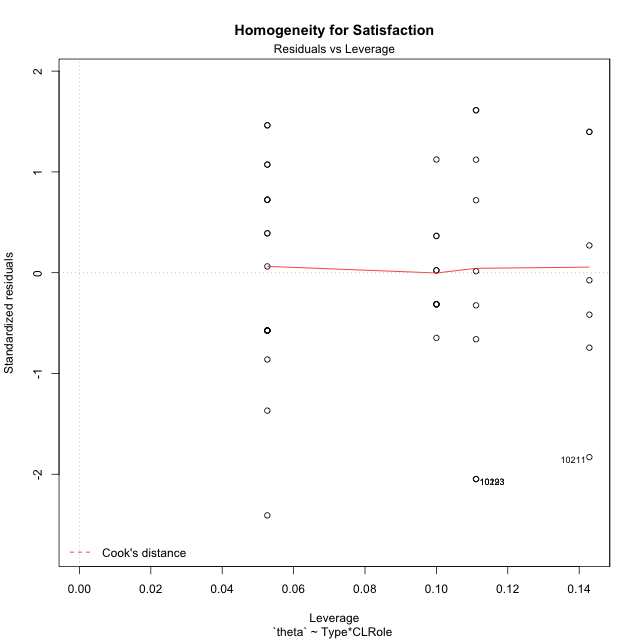 Homogeneity for Satisfaction
Residuals vs Leverage
2
1
0
-1
-2
Standardized residuals
10211
Cook's distance
0.00 0.02 0.04 0.06 0.08 0.10 0.12 0.14
Leverage
`theta` ~ Type*CLRole